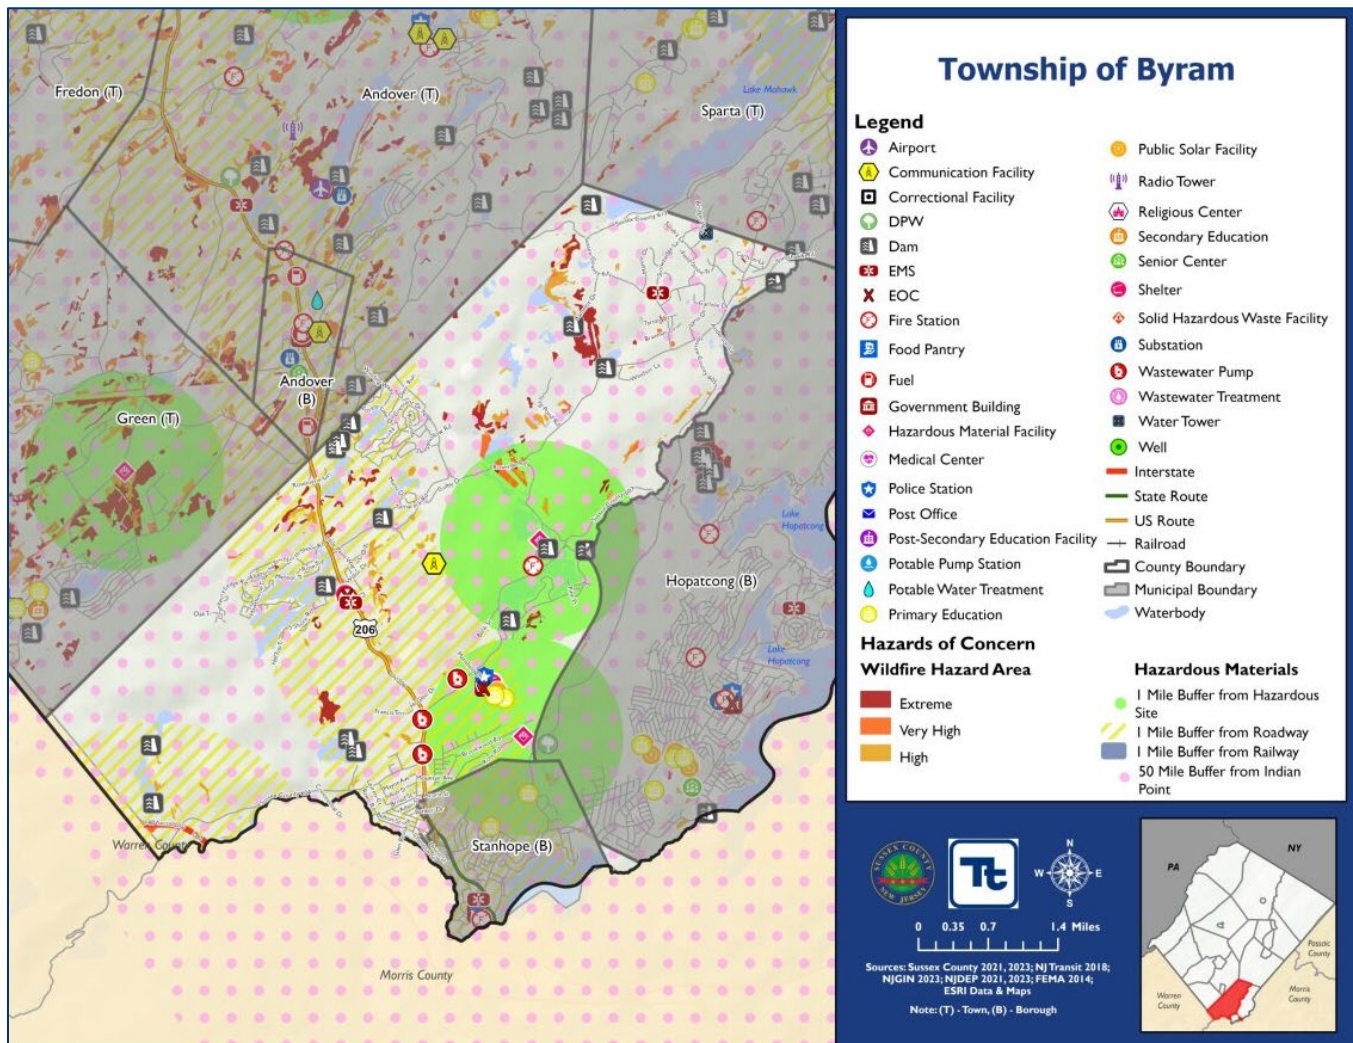 Township of Byram
Legend
Airport
Communication Facility
Correctional Facility
DPW
Dam
EMS
EOC
Fire Station
Food Pantry
Fuel
Government Building
Hazardous Material Facility
Medical Center
Police Station
Post Office
Post-Secondary Education Facility
Potable Pump Station
Potable Water Treatment
Primary Education
Public Solar Facility
Radio Tower
Religious Center
Secondary Education
Senior Center
Shelter
Solid Hazardous Waste Facility
Substation
Wastewater Pump
Wastewater Treatment
Water Tower
Well
Interstate
State Route
US Route
Railroad
County Boundary
Municipal Boundary
Waterbody
Hazards of Concern
Wildfire Hazard Area
Extreme
Very High
High
Hazardous Materials
1 Mile Buffer from Hazardous
Site
1 Mile Buffer from Roadway
1 Mile Buffer from Railway
50 Mile Buffer from Indian
Point
Fredon (T)
Andover (T)
Lake Mohawk
Sparta (T)
Andover
(B)
Green (T)
Lake
Hopatcong
Hopatcong (B)
206
Lake
Hopatcong
Stanhope (B)
Warren County
Morris County
SUSSEX COUNTY
NEW JERSEY
Tt
N
W
E
S
0 0.35 0.7 1.4 Miles
Sources: Sussex County 2021, 2023; NJ Transit 2018;
NJGIN 2023; NJDEP 2021, 2023; FEMA 2014;
ESRI Data & Maps
Note: (T) - Town, (B) - Borough
PA
NY
Passaic
County
Morris
County
Warren
County